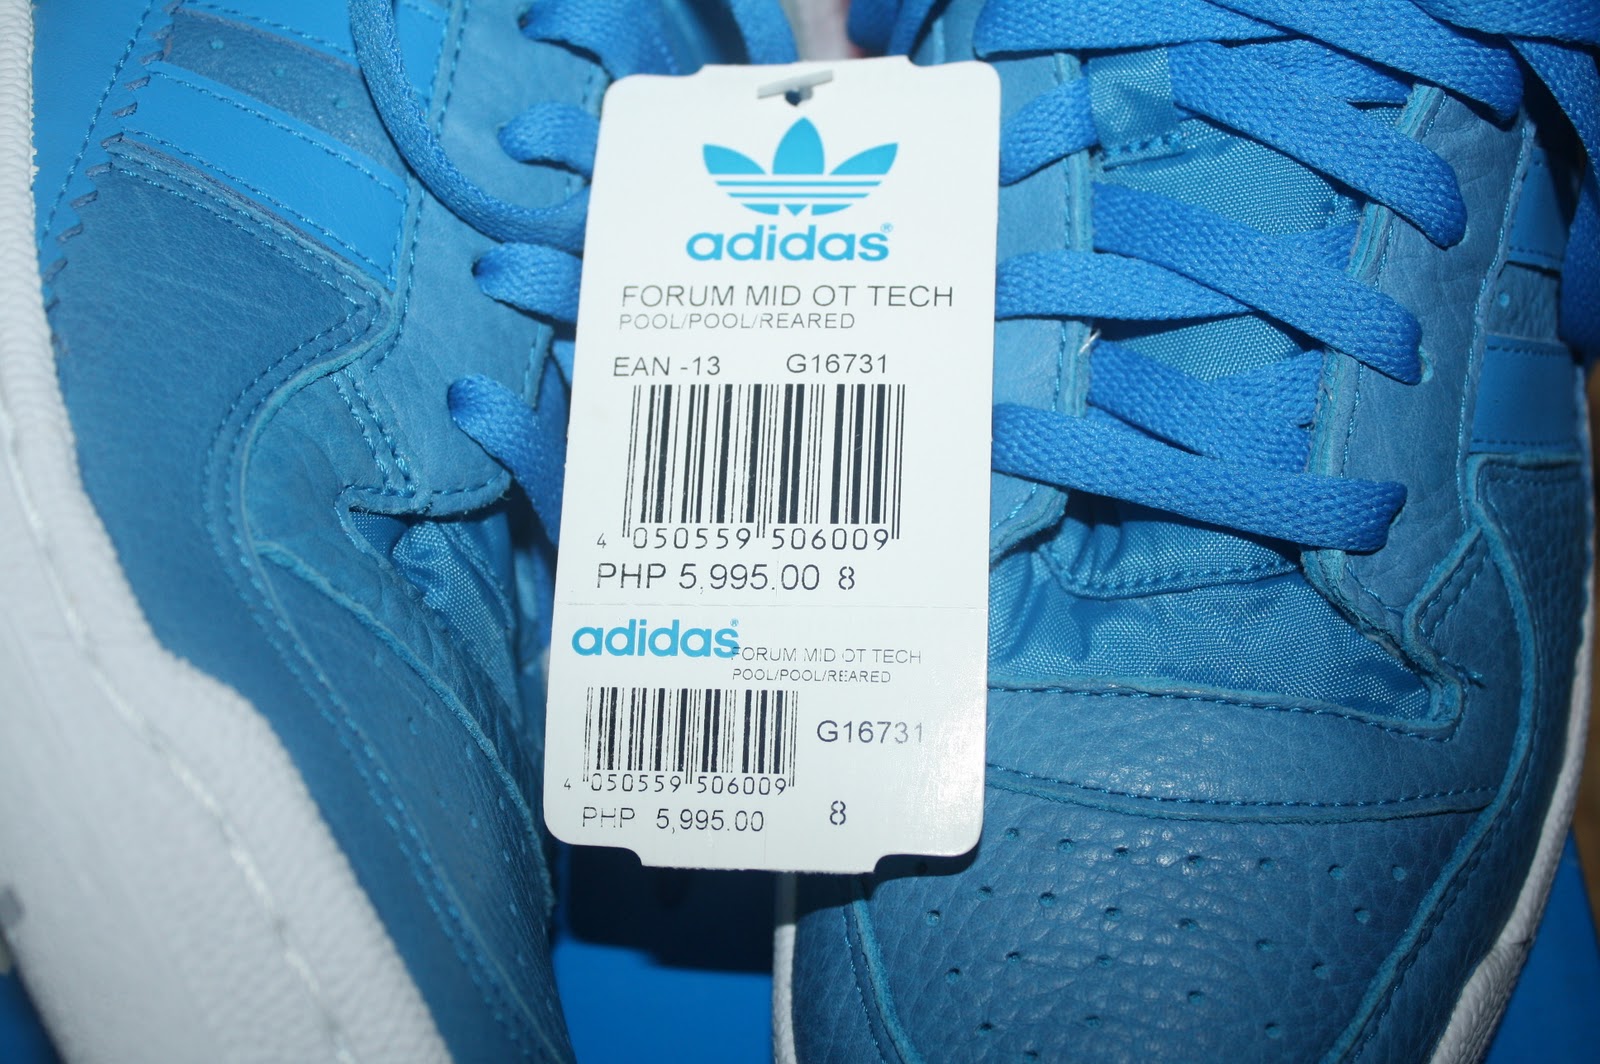 adidas®
FORUM MID OT TECH
POOL/POOL/REARED
EAN -13 G16731
4 050559 506009
PHP 5,995.00 8
adidas®
FORUM MID OT TECH
POOL/POOL/REARED
G16731
4 050559 506009
PHP 5,995.00 8